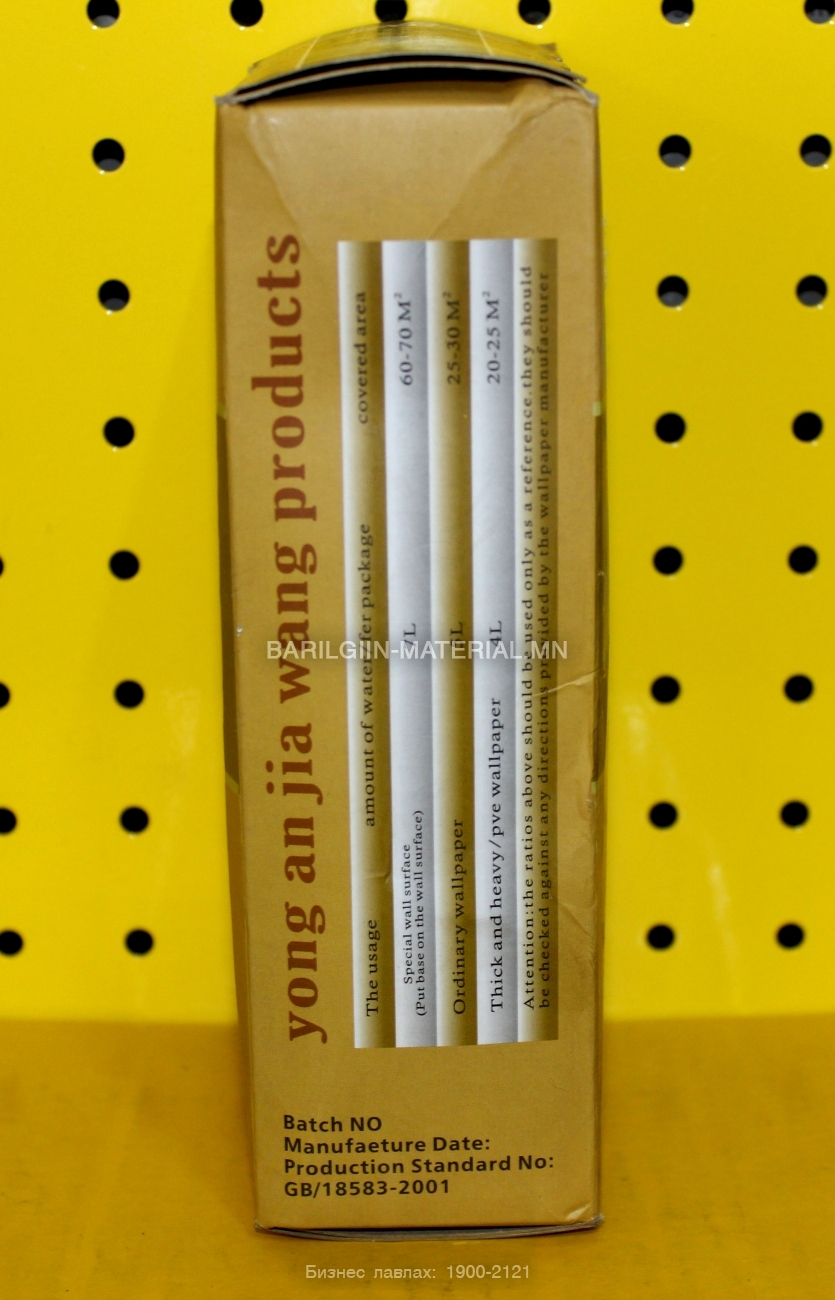 yong an jia wang products
The usage amount of water/fer package covered area
Special wall surface
(Put base on the wall surface) 7L 60-70 M²
Ordinary wallpaper L 25-30 M²
Thick and heavy/pve wallpaper 4L 20-25 M²
Attention:the ratios above should be used only as a reference.they should
be checked against any directions provided by the wallpaper manufacturer
BARILGIIN-MATERIAL.MN
Batch NO
Manufaeture Date:
Production Standard No:
GB/18583-2001
Бизнес лавлах: 1900-2121